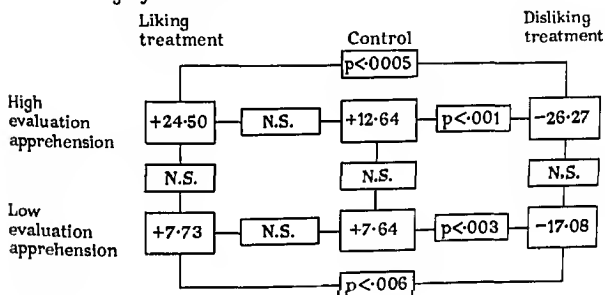 Liking
treatment
Control
Disliking
treatment
p<·0005
High
evaluation
apprehension
+24·50
N.S.
+12·64
p<·001
-26·27
N.S.
N.S.
N.S.
Low
evaluation
apprehension
+7·73
N.S.
+7·64
p<·003
-17·08
p<·006